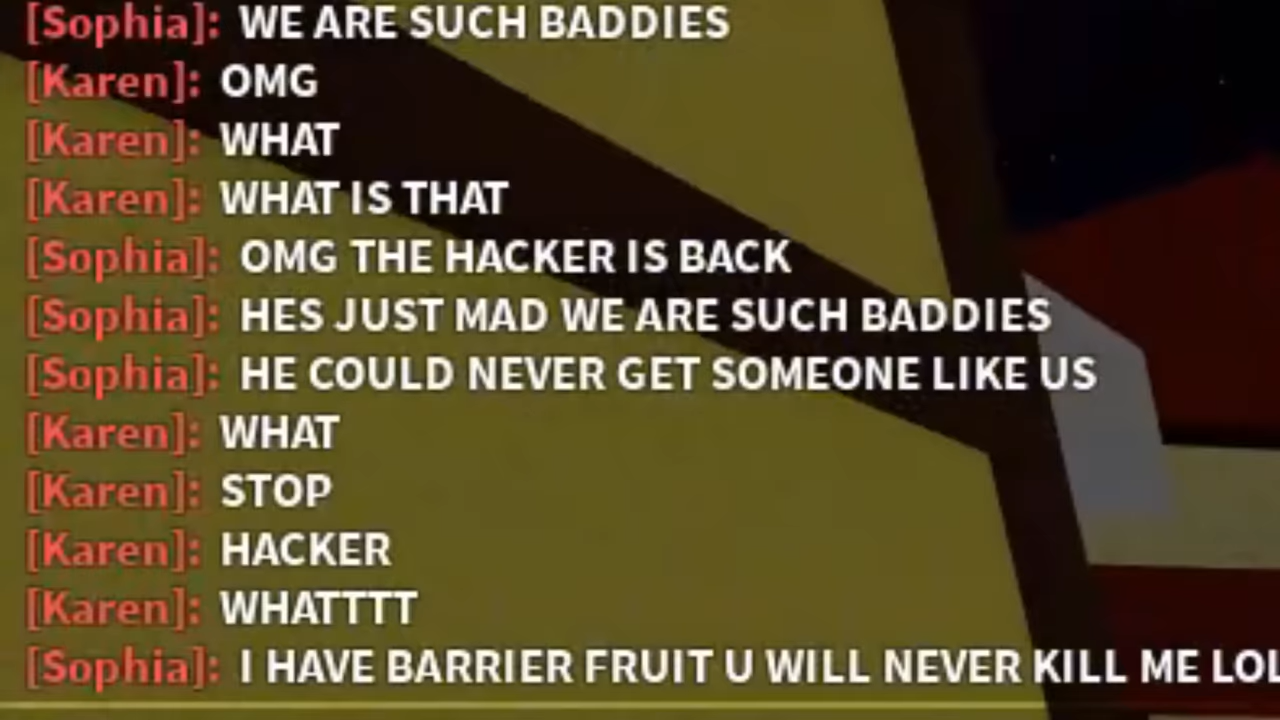 [Sophia]: WE ARE SUCH BADDIES
[Karen]: OMG
[Karen]: WHAT
[Karen]: WHAT IS THAT
[Sophia]: OMG THE HACKER IS BACK
[Sophia]: HES JUST MAD WE ARE SUCH BADDIES
[Sophia]: HE COULD NEVER GET SOMEONE LIKE US
[Karen]: WHAT
[Karen]: STOP
[Karen]: HACKER
[Karen]: WHATTTT
[Sophia]: I HAVE BARRIER FRUIT U WILL NEVER KILL ME LOL